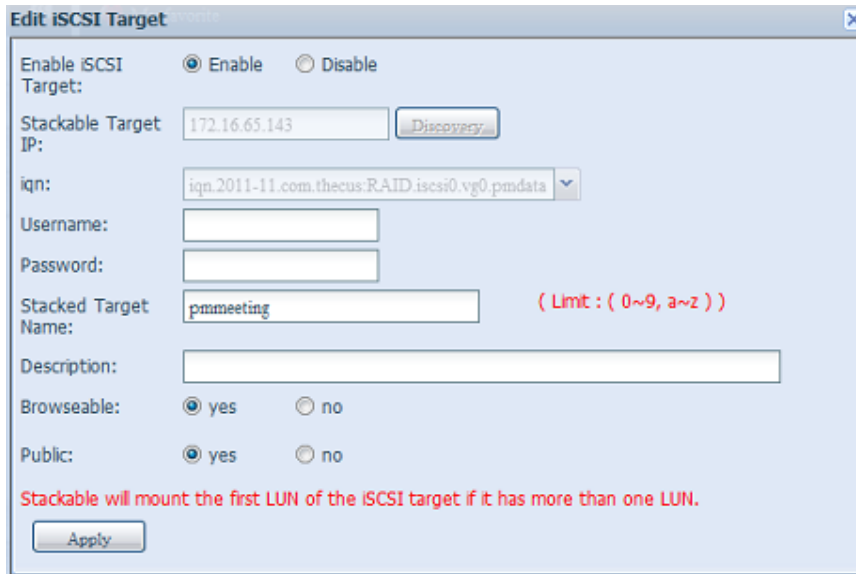 Edit iSCSI Target
Enable iSCSI Target: Enable Disable
Stackable Target IP: 172.16.65.143 Discovery
iqn: iqn.2011-11.com.thecus:RAID.iscsi0.vg0.pmdata
Username:
Password:
Stacked Target Name: pmmeeting ( Limit : ( 0~9, a~z ) )
Description:
Browseable: yes no
Public: yes no
Stackable will mount the first LUN of the iSCSI target if it has more than one LUN.
Apply